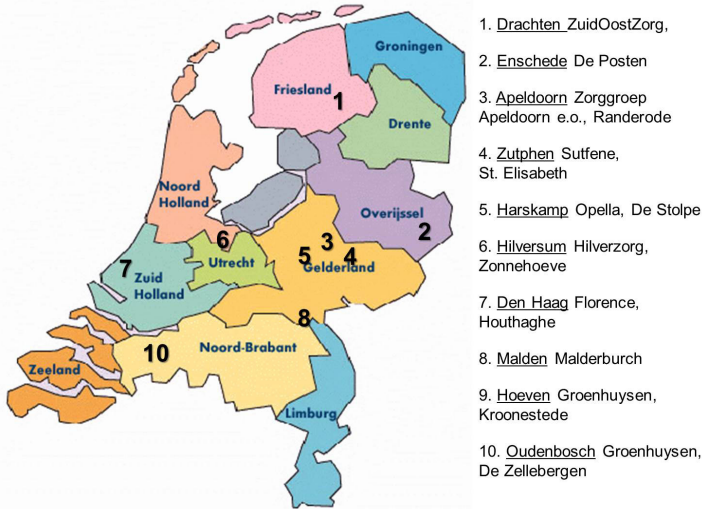 Groningen
Friesland
1
Drente
Noord
Holland
Overijssel
2
6
3
7
5
4
Utrecht
Gelderland
Zuid
Holland
8
10
Noord-Brabant
Zeeland
Limburg
1. Drachten ZuidOostZorg,
2. Enschede De Posten
3. Apeldoorn Zorggroep
Apeldoorn e.o., Randerode
4. Zutphen Sutfene,
St. Elisabeth
5. Harskamp Opella, De Stolpe
6. Hilversum Hilverzorg,
Zonnehoeve
7. Den Haag Florence,
Houthaghe
8. Malden Malderburch
9. Hoeven Groenhuysen,
Kroonestede
10. Oudenbosch Groenhuysen,
De Zellebergen